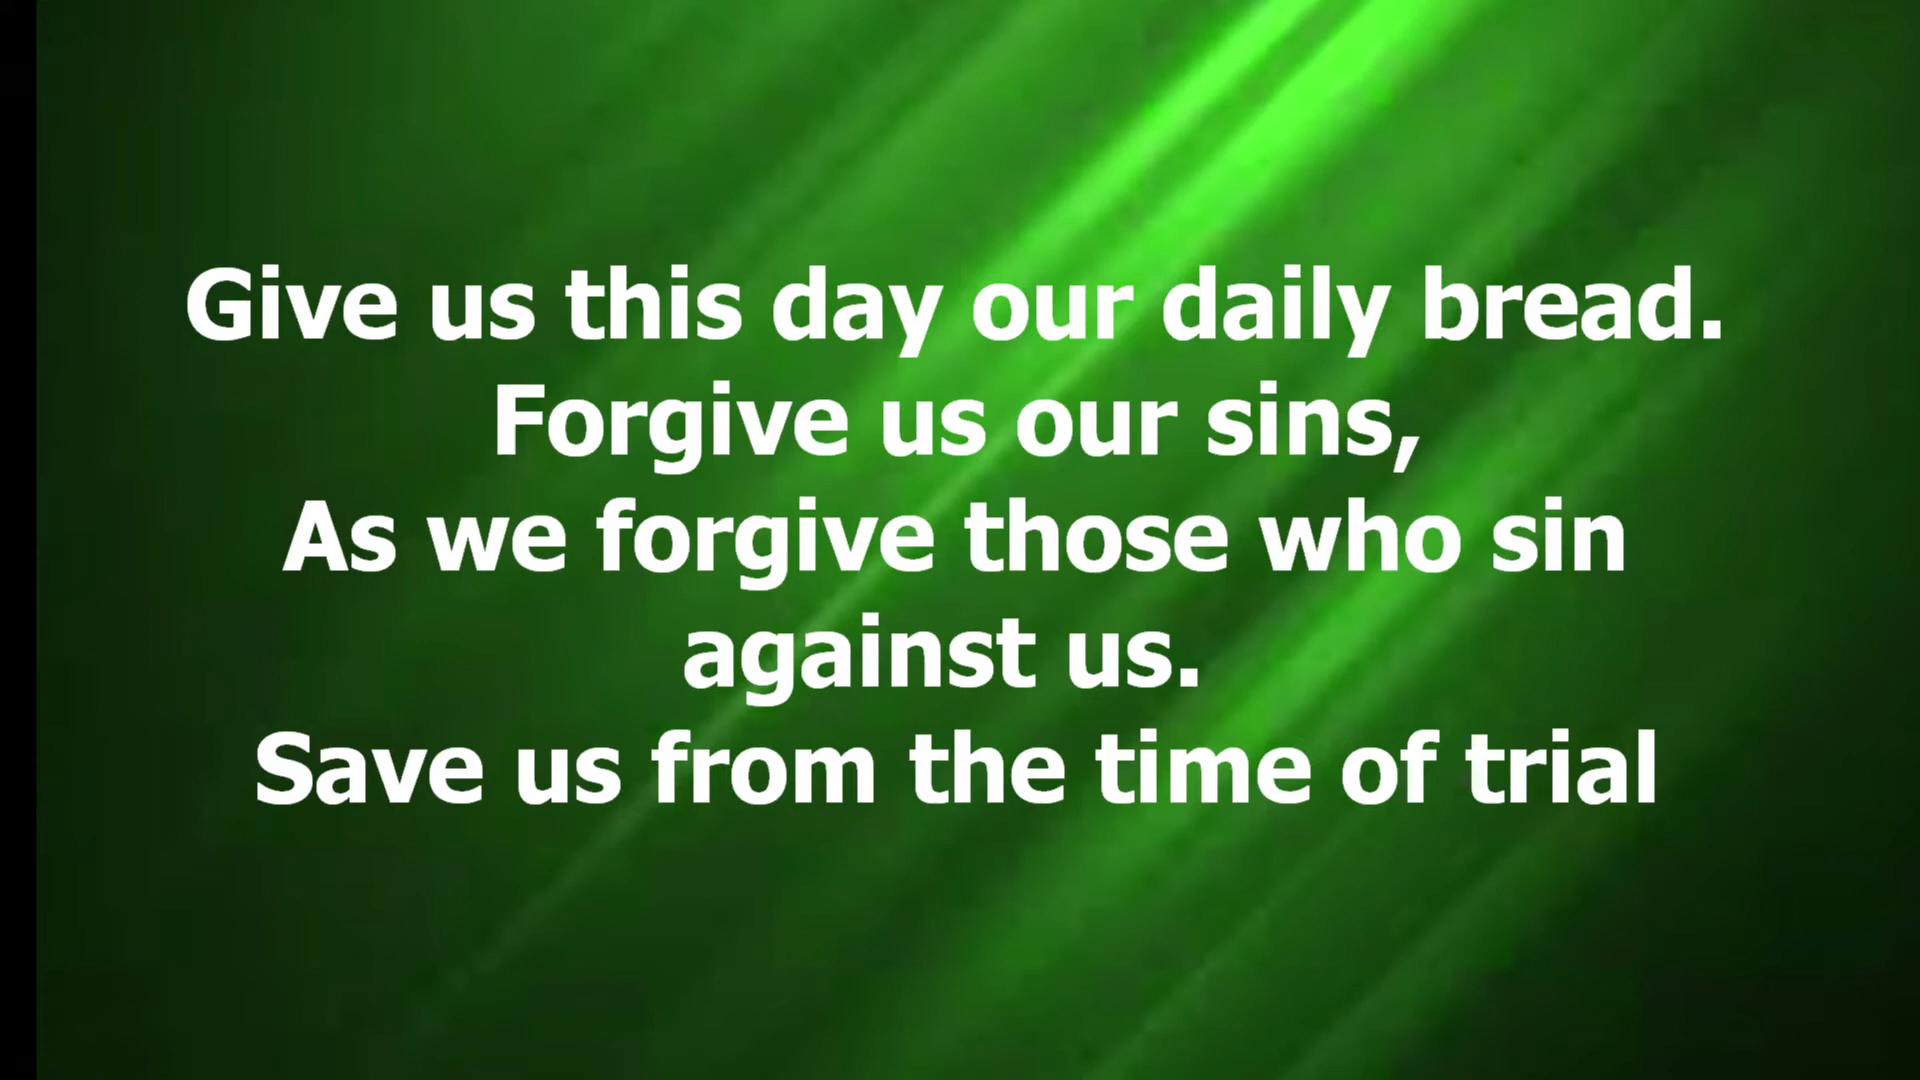 Give us this day our daily bread.
Forgive us our sins,
As we forgive those who sin
against us.
Save us from the time of trial